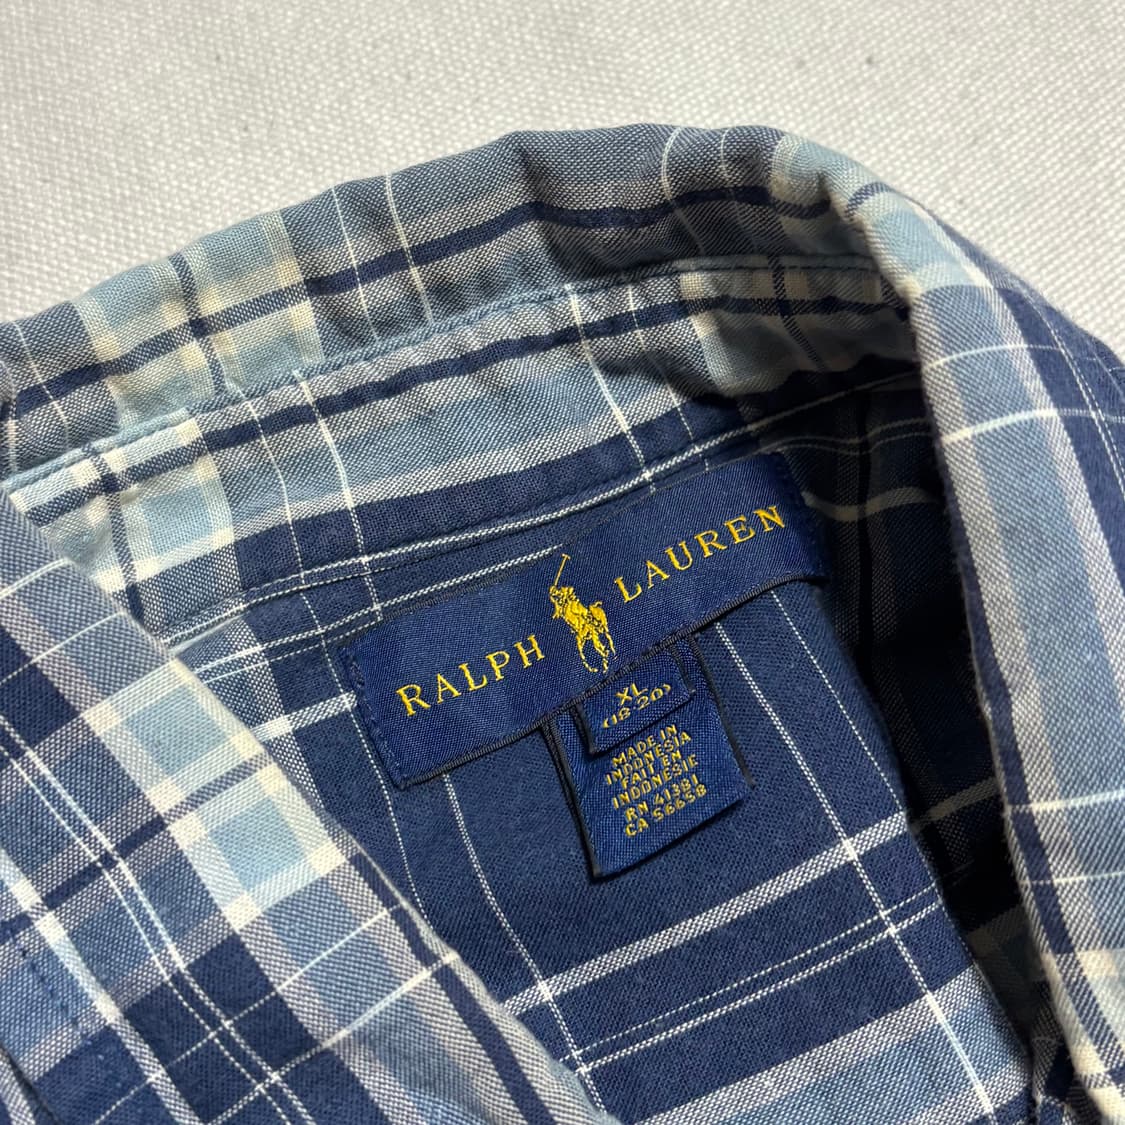 RALPH LAUREN
XL
(18-20)
MADE IN
INDONESIA
FAIT EN
INDONESIE
RN 41381
CA 56658